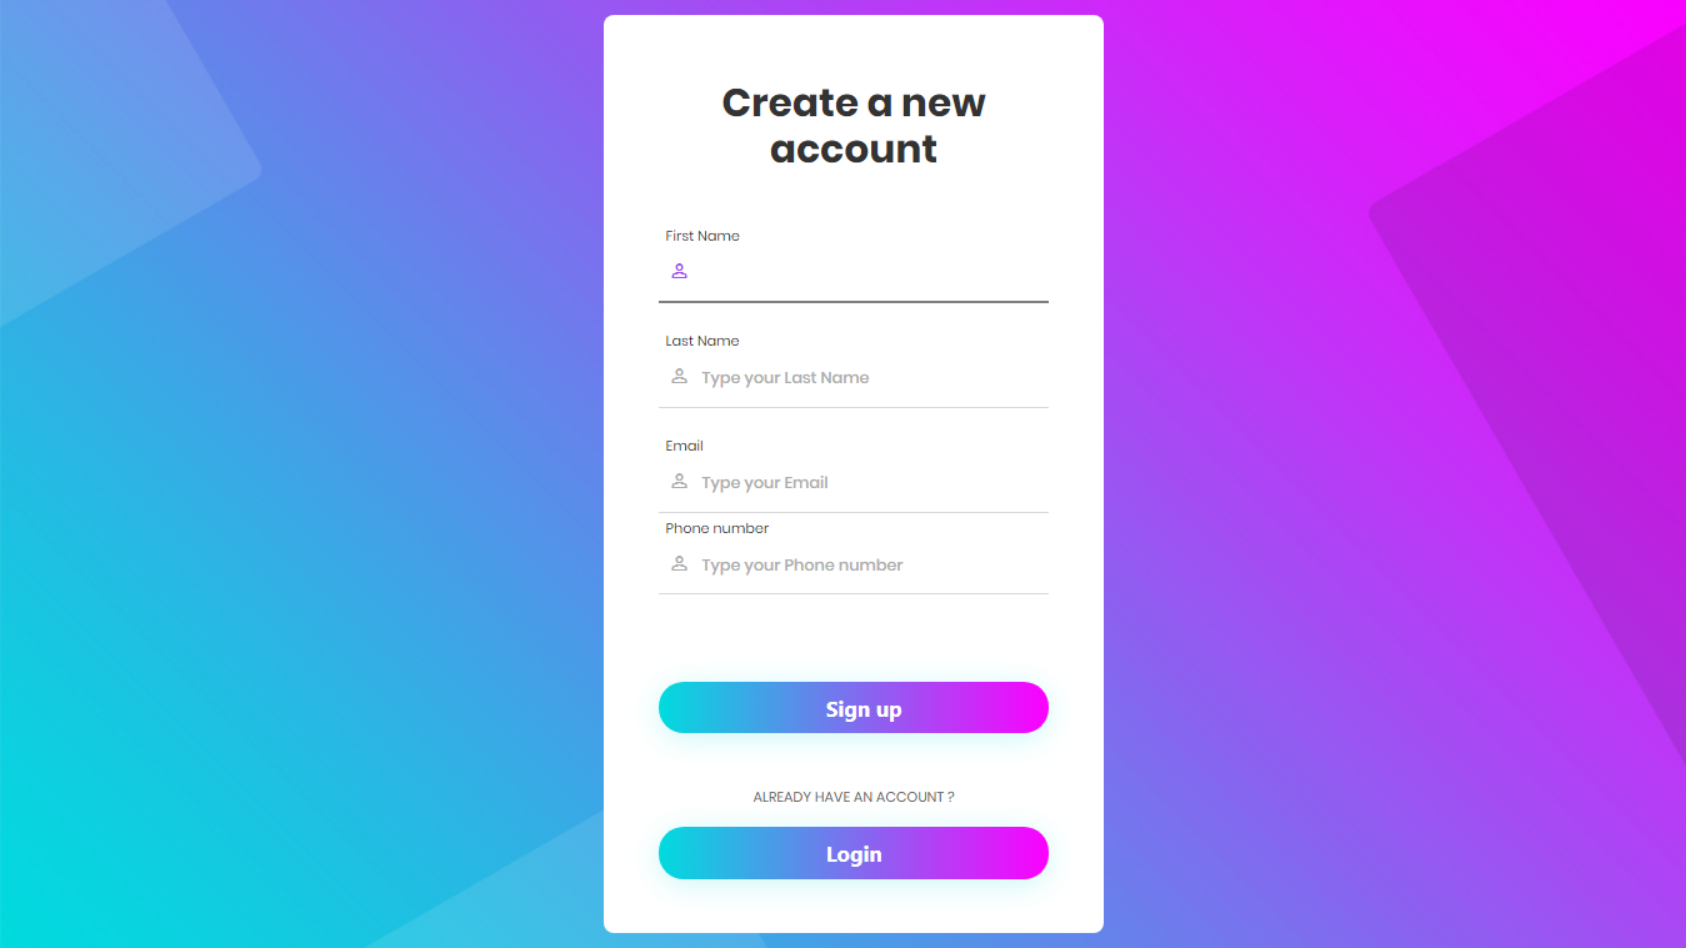 Create a new
account
First Name
Last Name
Type your Last Name
Email
Type your Email
Phone number
Type your Phone number
Sign up
ALREADY HAVE AN ACCOUNT ?
Login